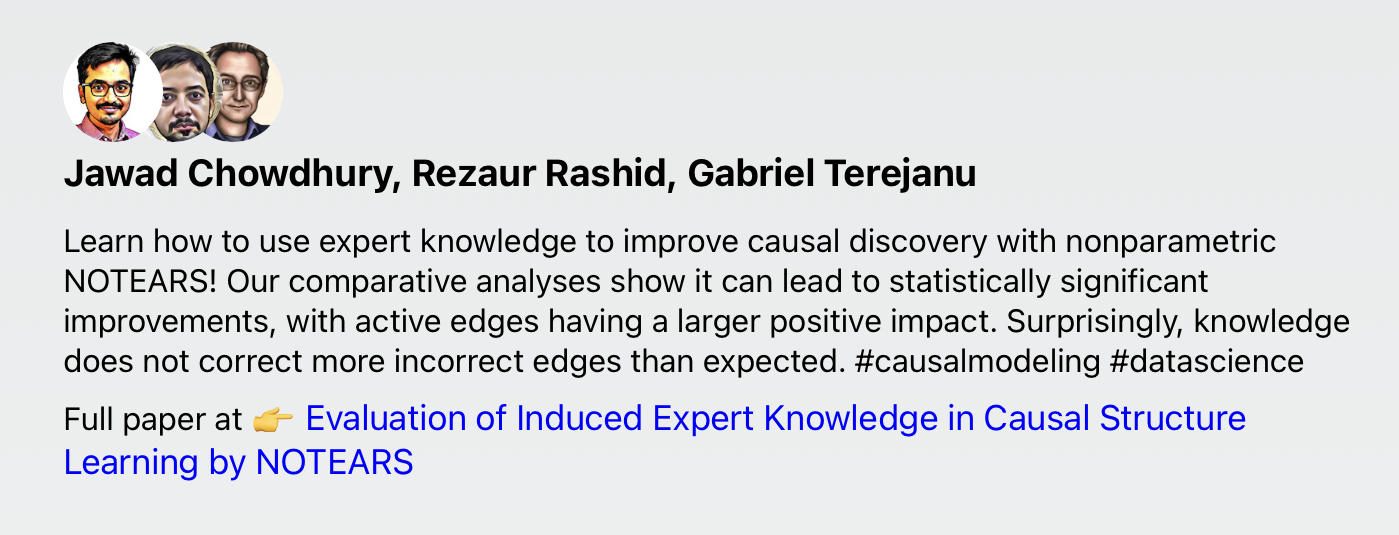 Jawad Chowdhury, Rezaur Rashid, Gabriel Terejanu
Learn how to use expert knowledge to improve causal discovery with nonparametric
NOTEARS! Our comparative analyses show it can lead to statistically significant
improvements, with active edges having a larger positive impact. Surprisingly, knowledge
does not correct more incorrect edges than expected. #causalmodeling #datascience
Full paper at 👉 Evaluation of Induced Expert Knowledge in Causal Structure
Learning by NOTEARS